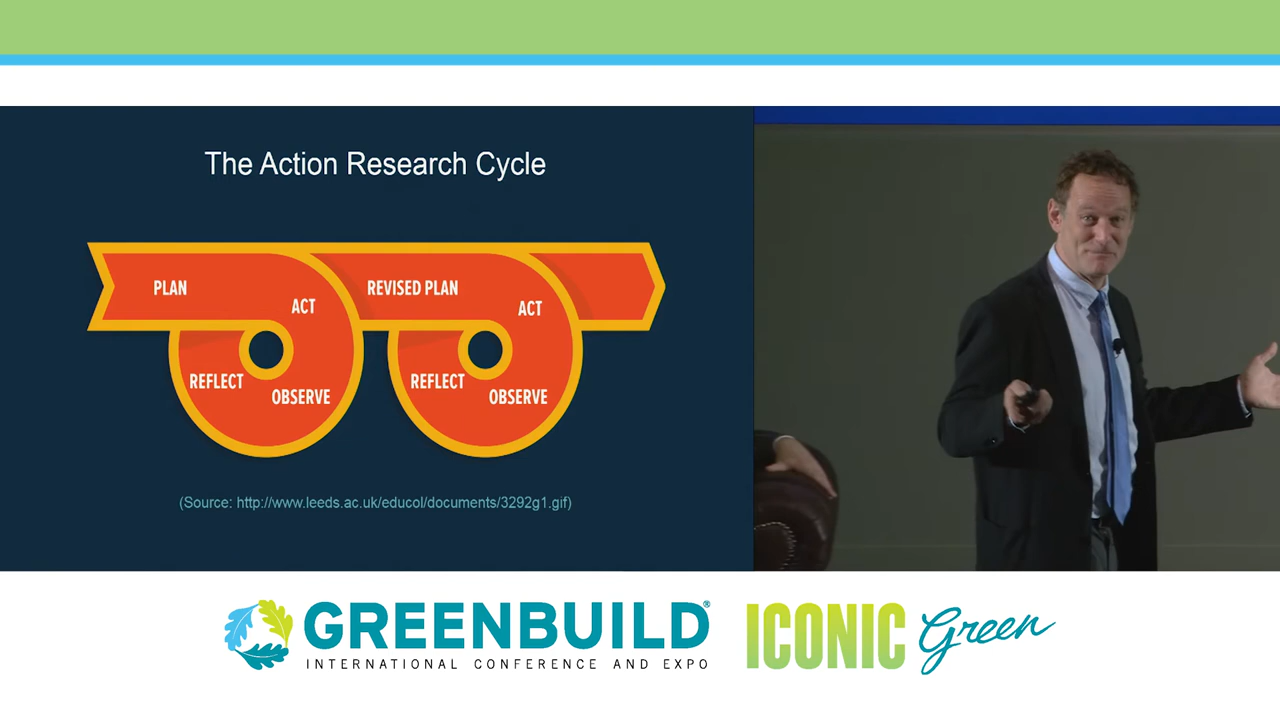 The Action Research Cycle
PLAN
ACT
REFLECT
OBSERVE
REVISED PLAN
ACT
REFLECT
OBSERVE
(Source: http://www.leeds.ac.uk/educol/documents/3292g1.gif)
GREENBUILD®
INTERNATIONAL CONFERENCE AND EXPO
ICONIC Green